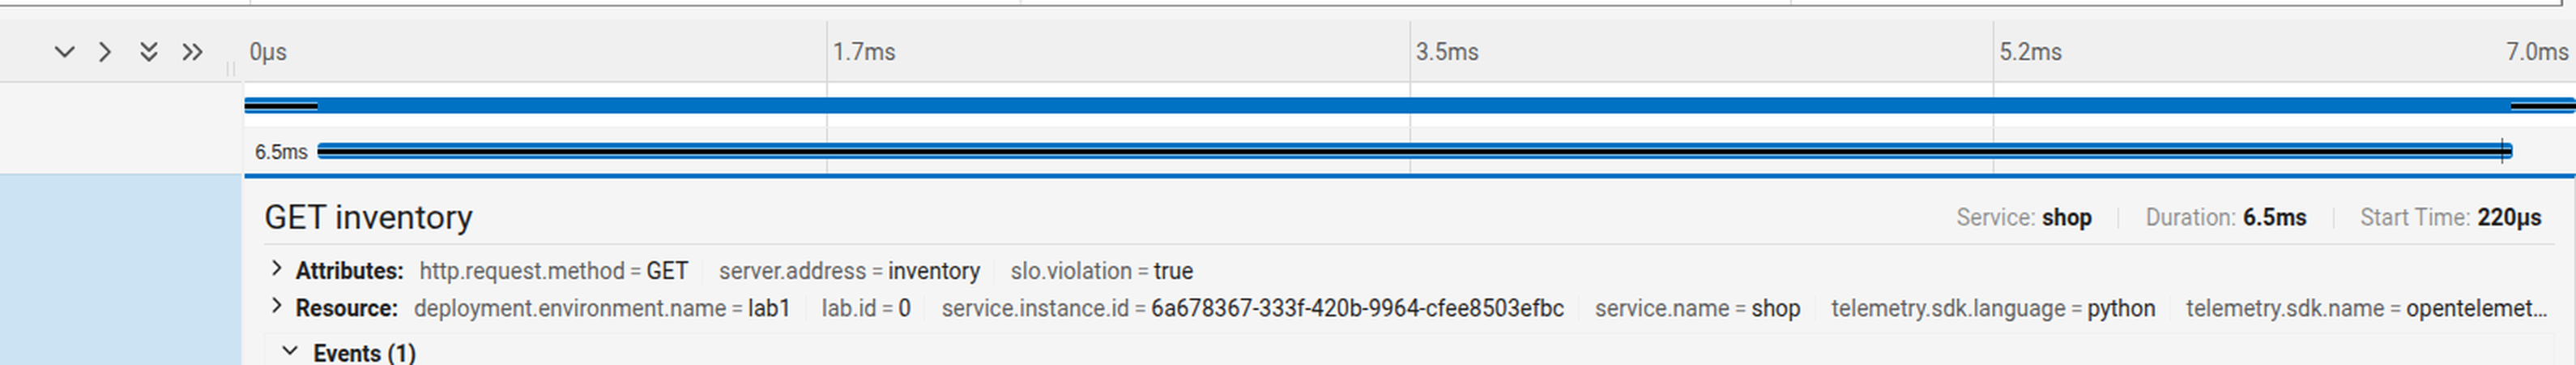 0μs 1.7ms 3.5ms 5.2ms 7.0ms
6.5ms
GET inventory Service: shop Duration: 6.5ms Start Time: 220μs
Attributes: http.request.method = GET server.address = inventory slo.violation = true
Resource: deployment.environment.name = lab1 lab.id = 0 service.instance.id = 6a678367-333f-420b-9964-cfee8503efbc service.name = shop telemetry.sdk.language = python telemetry.sdk.name = opentelemet...
Events (1)